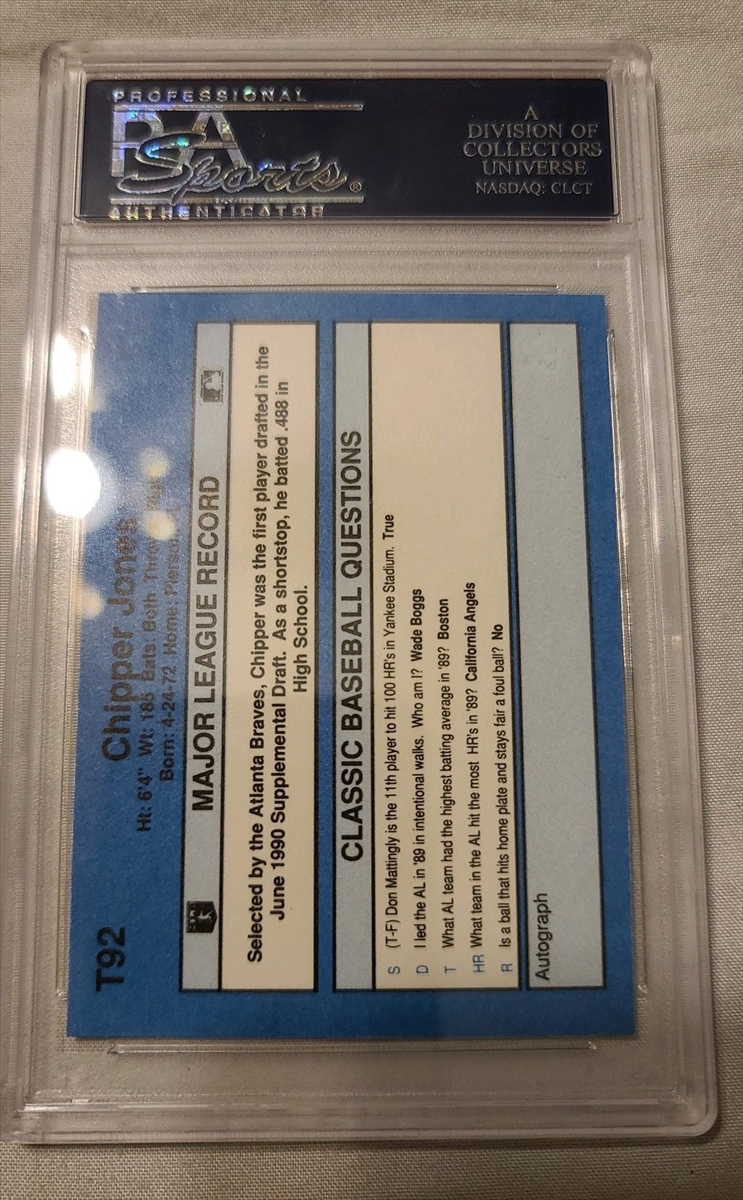 PROFESSIONAL
PSA
Sports®
AUTHENTICATOR
A
DIVISION OF
COLLECTORS
UNIVERSE
NASDAQ: CLCT
T92
Chipper Jones
Ht: 6'4" Wt: 185 Bats: Both Throws:
Born: 4-24-72 Home: Pierson,
MAJOR LEAGUE RECORD
Selected by the Atlanta Braves, Chipper was the first player drafted in the
June 1990 Supplemental Draft. As a shortstop, he batted .488 in
High School.
CLASSIC BASEBALL QUESTIONS
S (T-F) Don Mattingly is the 11th player to hit 100 HR's in Yankee Stadium. True
D I led the AL in '89 in intentional walks. Who am I? Wade Boggs
T What AL team had the highest batting average in '89? Boston
HR What team in the AL hit the most HR's in '89? California Angels
R Is a ball that hits home plate and stays fair a foul ball? No
Autograph